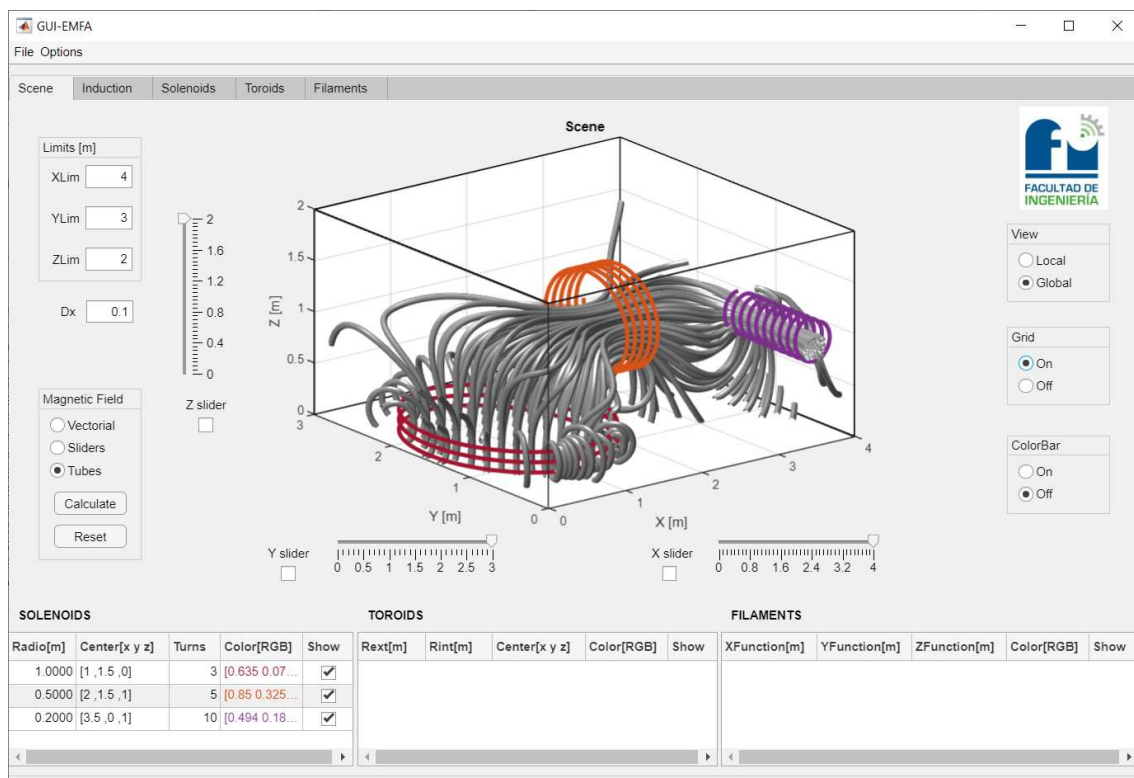 GUI-EMFA
File Options
Scene Induction Solenoids Toroids Filaments
Limits [m]
XLim 4
YLim 3
ZLim 2
Dx 0.1
2
1.6
1.2
0.8
0.4
0
Z slider
Magnetic Field
Vectorial
Sliders
Tubes
Calculate
Reset
Scene
2
1.5
1
0.5
0
Z [m]
3
2
1
0
Y [m]
0
1
2
3
4
X [m]
Y slider
0 0.5 1 1.5 2 2.5 3
X slider
0 0.8 1.6 2.4 3.2 4
FACULTAD DE
INGENIERÍA
View
Local
Global
Grid
On
Off
ColorBar
On
Off
SOLENOIDS
Radio[m] Center[x y z] Turns Color[RGB] Show
1.0000 [1 ,1.5 ,0] 3 [0.635 0.07...
0.5000 [2 ,1.5 ,1] 5 [0.85 0.325...
0.2000 [3.5 ,0 ,1] 10 [0.494 0.18...
TOROIDS
Rext[m] Rint[m] Center[x y z] Color[RGB] Show
FILAMENTS
XFunction[m] YFunction[m] ZFunction[m] Color[RGB] Show